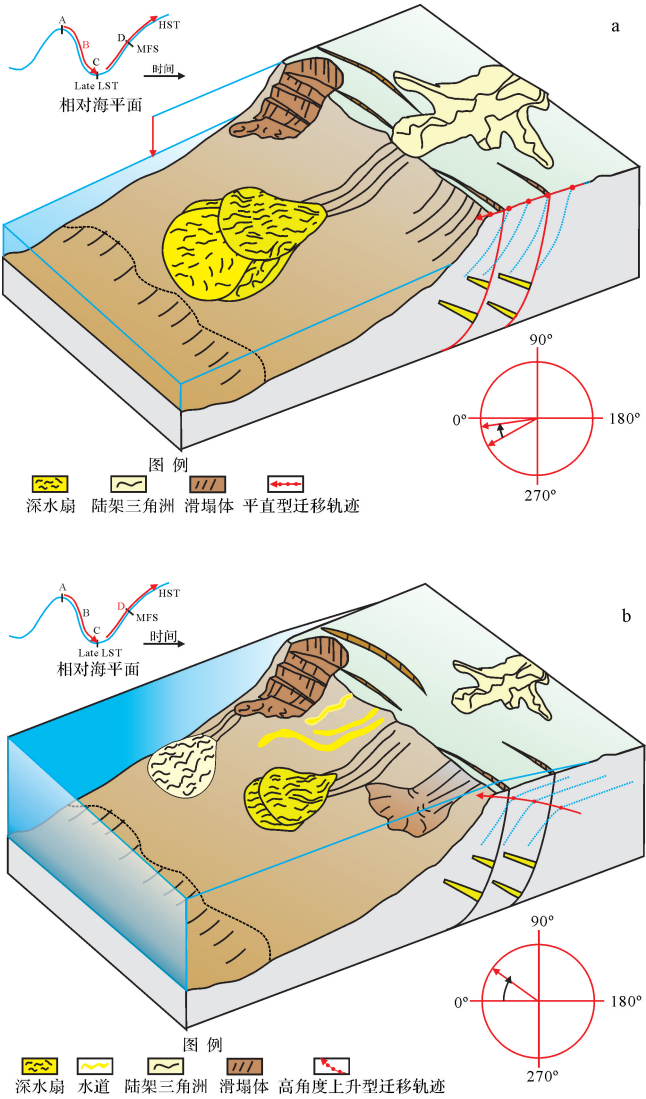 a
A
B
C
D
HST
MFS
Late LST
时间
相对海平面
90°
0°
180°
270°
图 例
深水扇 陆架三角洲 滑塌体 平直型迁移轨迹
b
A
B
C
D
HST
MFS
Late LST
时间
相对海平面
90°
0°
180°
270°
图 例
深水扇 水道 陆架三角洲 滑塌体 高角度上升型迁移轨迹